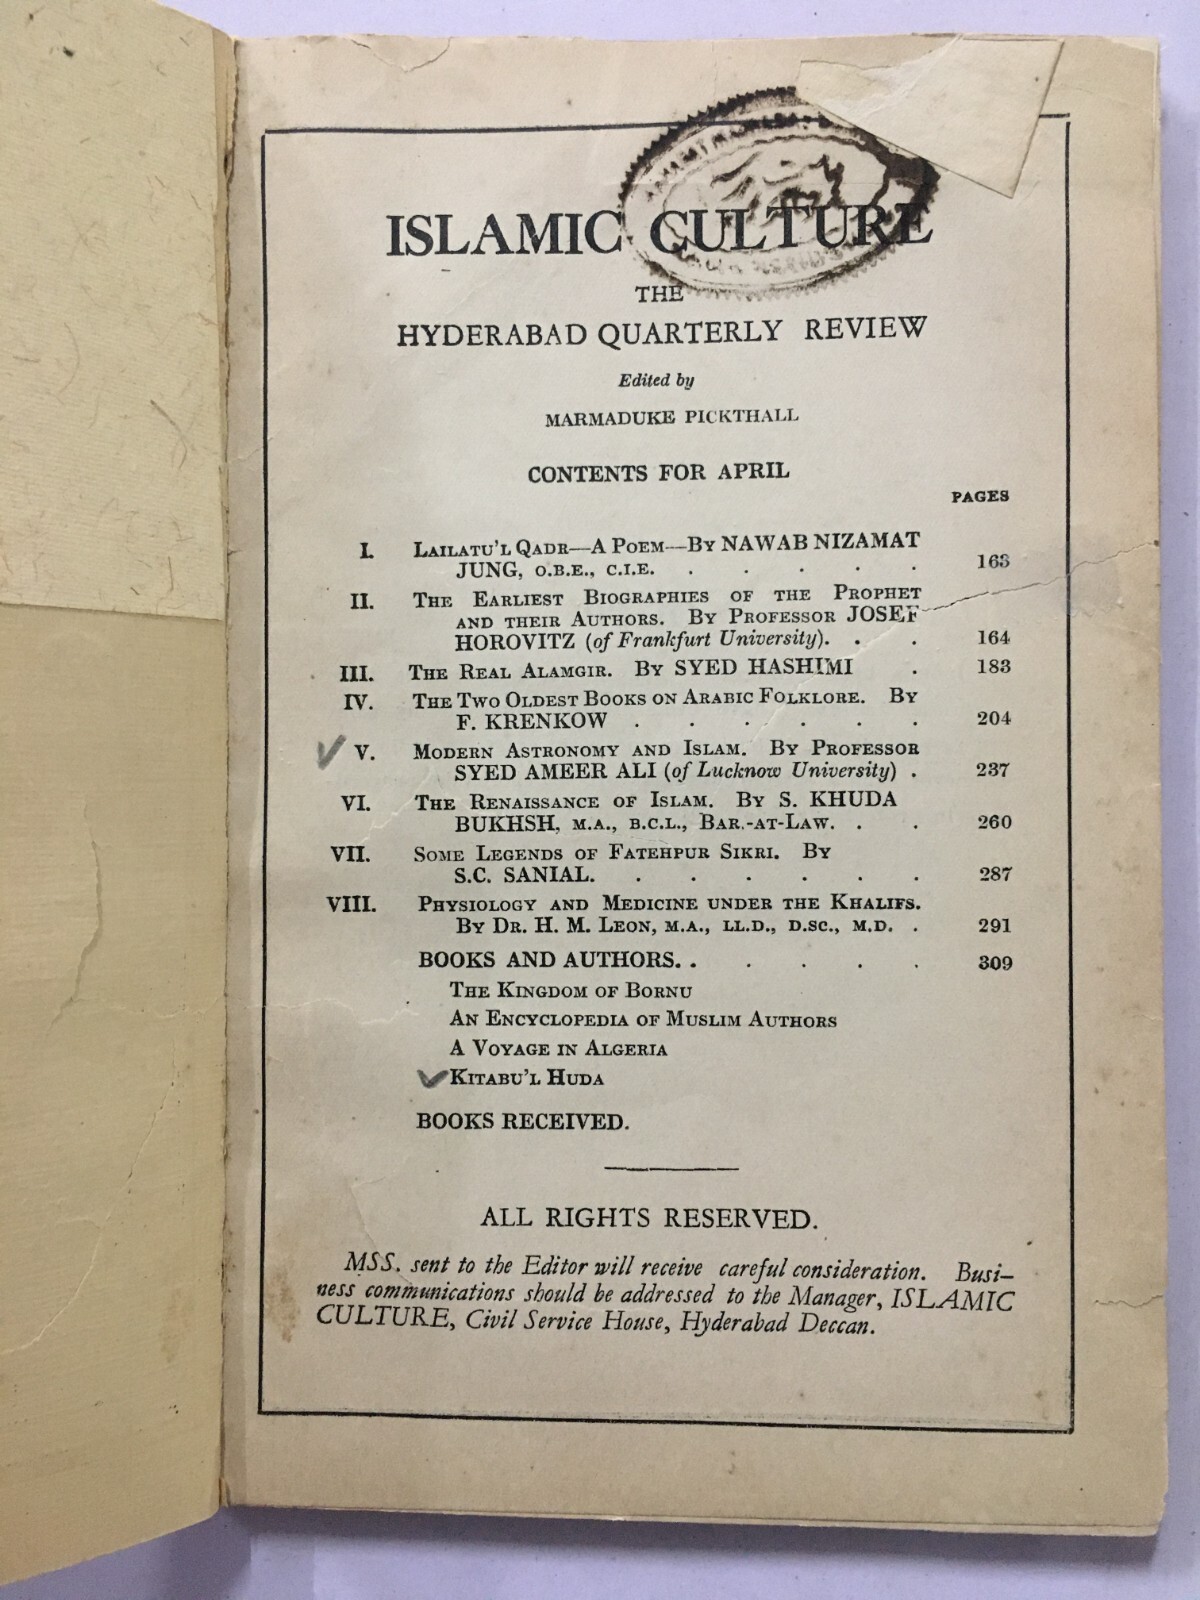 ISLAMIC CULTURE
THE
HYDERABAD QUARTERLY REVIEW
Edited by
MARMADUKE PICKTHALL
CONTENTS FOR APRIL
PAGES
I. LAILATU'L QADR—A POEM—BY NAWAB NIZAMAT
JUNG, O.B.E., C.I.E. . . . . . 163
II. THE EARLIEST BIOGRAPHIES OF THE PROPHET
AND THEIR AUTHORS. BY PROFESSOR JOSEF
HOROVITZ (of Frankfurt University). . . 164
III. THE REAL ALAMGIR. BY SYED HASHIMI . 183
IV. THE TWO OLDEST BOOKS ON ARABIC FOLKLORE. BY
F. KRENKOW . . . . . . 204
V. MODERN ASTRONOMY AND ISLAM. BY PROFESSOR
SYED AMEER ALI (of Lucknow University) . 237
VI. THE RENAISSANCE OF ISLAM. BY S. KHUDA
BUKHSH, M.A., B.C.L., BAR.-AT-LAW. . . 260
VII. SOME LEGENDS OF FATEHPUR SIKRI. BY
S.C. SANIAL. . . . . . . 287
VIII. PHYSIOLOGY AND MEDICINE UNDER THE KHALIFS.
BY DR. H. M. LEON, M.A., LL.D., D.SC., M.D. . 291
BOOKS AND AUTHORS. . . . . . 309
THE KINGDOM OF BORNU
AN ENCYCLOPEDIA OF MUSLIM AUTHORS
A VOYAGE IN ALGERIA
KITABU'L HUDA
BOOKS RECEIVED.
ALL RIGHTS RESERVED.
MSS. sent to the Editor will receive careful consideration. Busi-
ness communications should be addressed to the Manager, ISLAMIC
CULTURE, Civil Service House, Hyderabad Deccan.